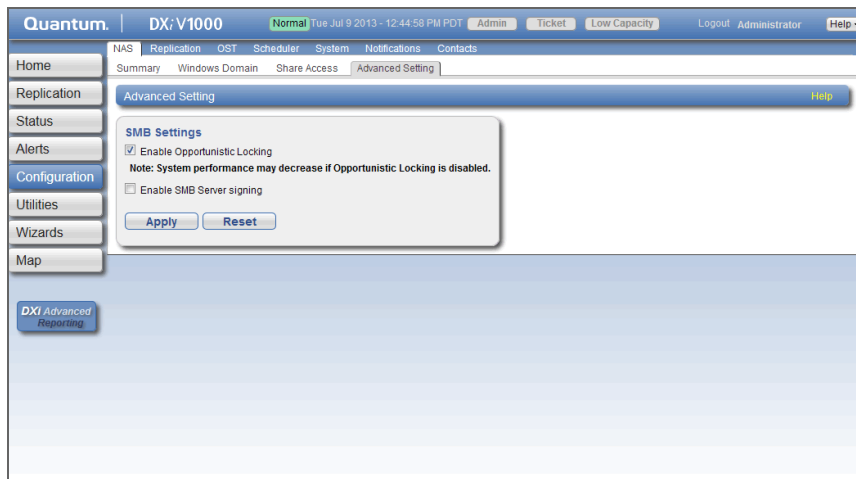 Quantum. DXi V1000 Normal Tue Jul 9 2013 - 12:44:58 PM PDT Admin Ticket Low Capacity Logout Administrator Help
NAS Replication OST Scheduler System Notifications Contacts
Summary Windows Domain Share Access Advanced Setting
Home
Replication
Status
Alerts
Configuration
Utilities
Wizards
Map
DXi Advanced
Reporting
Advanced Setting Help
SMB Settings
Enable Opportunistic Locking
Note: System performance may decrease if Opportunistic Locking is disabled.
Enable SMB Server signing
Apply Reset